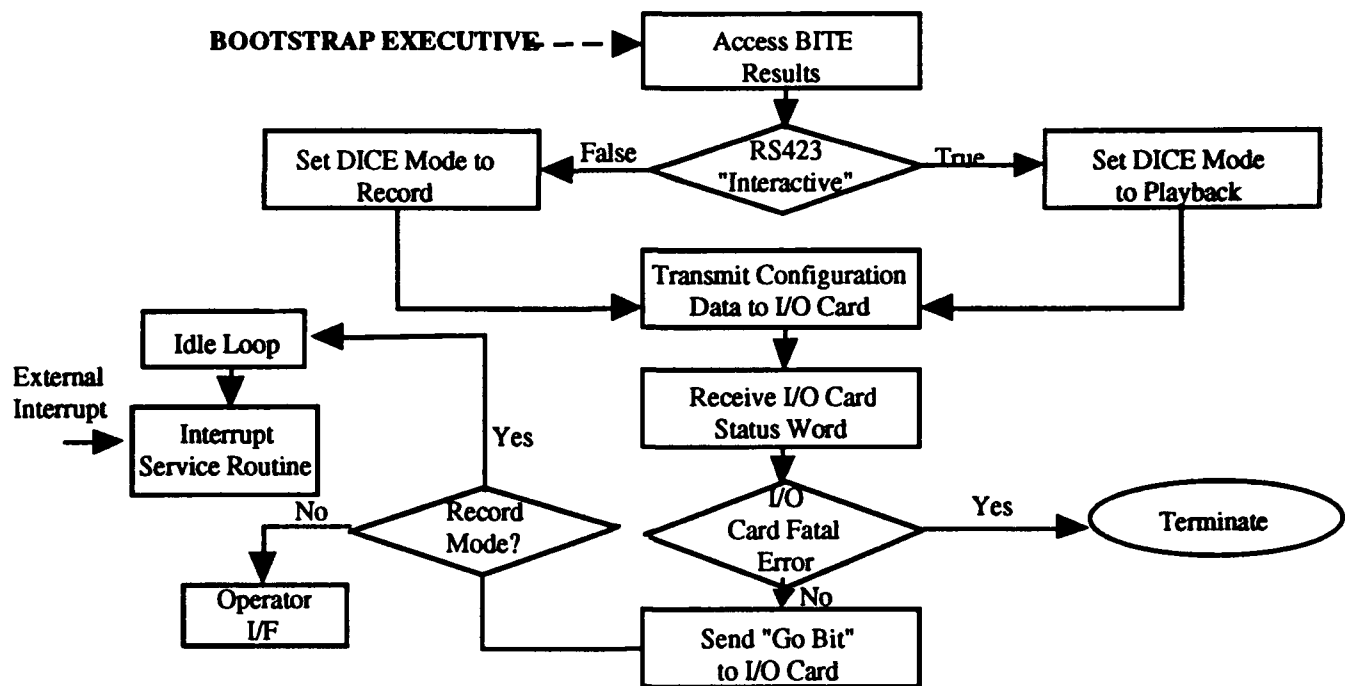 BOOTSTRAP EXECUTIVE
Access BITE
Results
RS423
"Interactive"
False
True
Set DICE Mode to
Record
Set DICE Mode
to Playback
Transmit Configuration
Data to I/O Card
Receive I/O Card
Status Word
I/O
Card Fatal
Error
Yes
Terminate
No
Send "Go Bit"
to I/O Card
Record
Mode?
Yes
Idle Loop
External
Interrupt
Interrupt
Service Routine
No
Operator
I/F